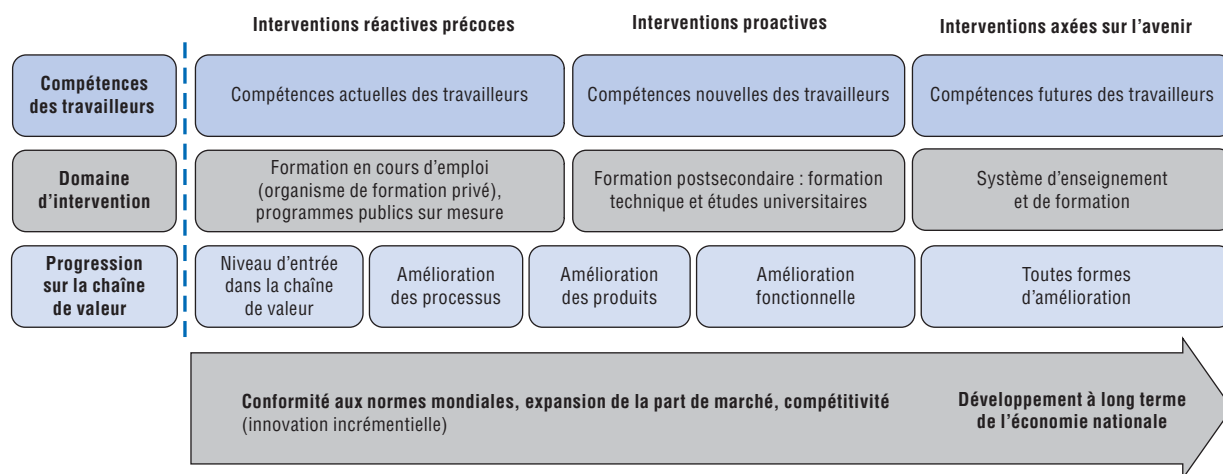 Interventions réactives précoces
Interventions proactives
Interventions axées sur l'avenir
Compétences
des travailleurs
Compétences actuelles des travailleurs
Compétences nouvelles des travailleurs
Compétences futures des travailleurs
Domaine
d'intervention
Formation en cours d'emploi
(organisme de formation privé),
programmes publics sur mesure
Formation postsecondaire : formation
technique et études universitaires
Système d'enseignement
et de formation
Progression
sur la chaîne
de valeur
Niveau d'entrée
dans la chaîne
de valeur
Amélioration
des processus
Amélioration
des produits
Amélioration
fonctionnelle
Toutes formes
d'amélioration
Conformité aux normes mondiales, expansion de la part de marché, compétitivité
(innovation incrémentielle)
Développement à long terme
de l'économie nationale